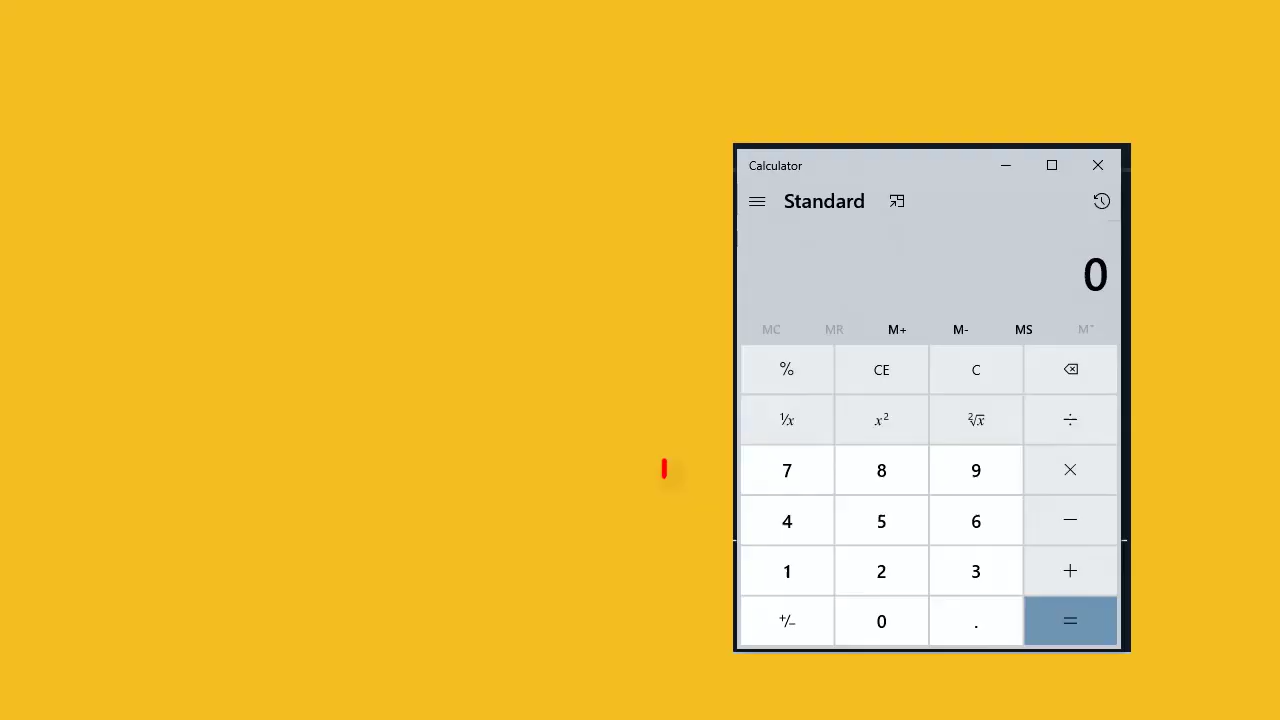 Calculator
Standard
0
MC MR M+ M- MS M˅
% CE C
⅟x x² ²√x ÷
7 8 9 ×
4 5 6 −
1 2 3 +
+/− 0 . =